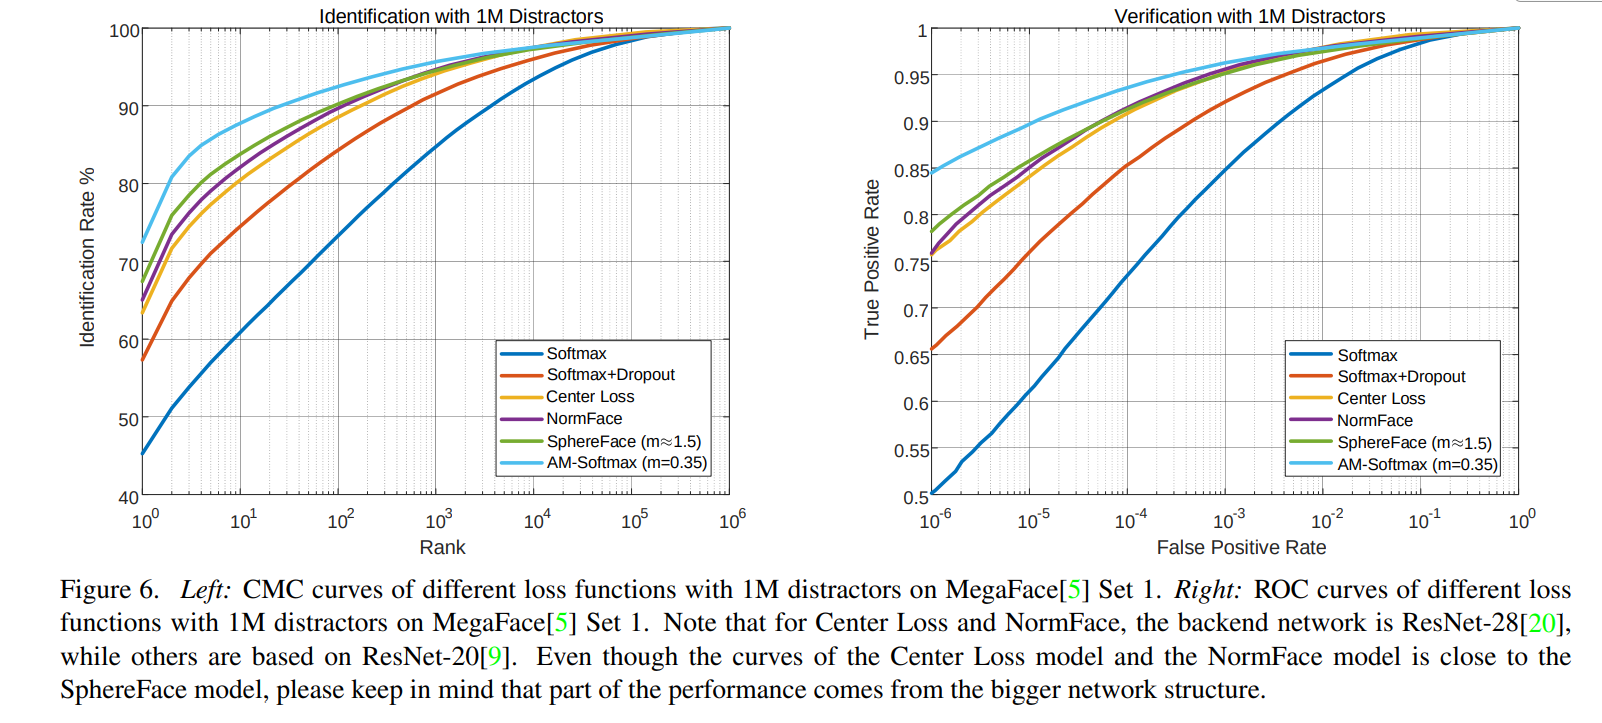 Identification with 1M Distractors
100
90
80
70
60
50
40
Identification Rate %
10^0 10^1 10^2 10^3 10^4 10^5 10^6
Rank
Softmax
Softmax+Dropout
Center Loss
NormFace
SphereFace (m≈1.5)
AM-Softmax (m=0.35)
Verification with 1M Distractors
1
0.95
0.9
0.85
0.8
0.75
0.7
0.65
0.6
0.55
0.5
True Positive Rate
10^-6 10^-5 10^-4 10^-3 10^-2 10^-1 10^0
False Positive Rate
Softmax
Softmax+Dropout
Center Loss
NormFace
SphereFace (m≈1.5)
AM-Softmax (m=0.35)
Figure 6. Left: CMC curves of different loss functions with 1M distractors on MegaFace[5] Set 1. Right: ROC curves of different loss
functions with 1M distractors on MegaFace[5] Set 1. Note that for Center Loss and NormFace, the backend network is ResNet-28[20],
while others are based on ResNet-20[9]. Even though the curves of the Center Loss model and the NormFace model is close to the
SphereFace model, please keep in mind that part of the performance comes from the bigger network structure.